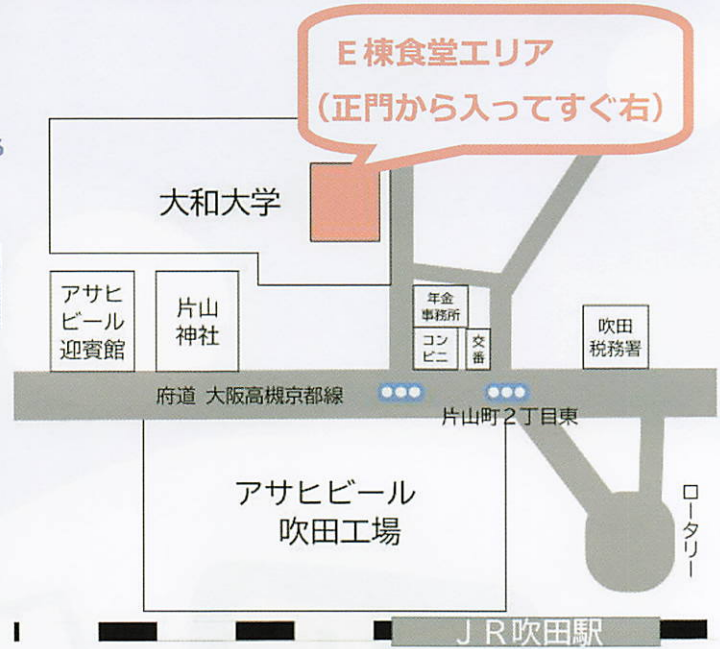 E棟食堂エリア
(正門から入ってすぐ右)
大和大学
アサヒ
ビール
迎賓館
片山
神社
年金
事務所
コン
ビニ
交
番
吹田
税務署
府道 大阪高槻京都線
片山町2丁目東
アサヒビール
吹田工場
ロータリー
JR吹田駅